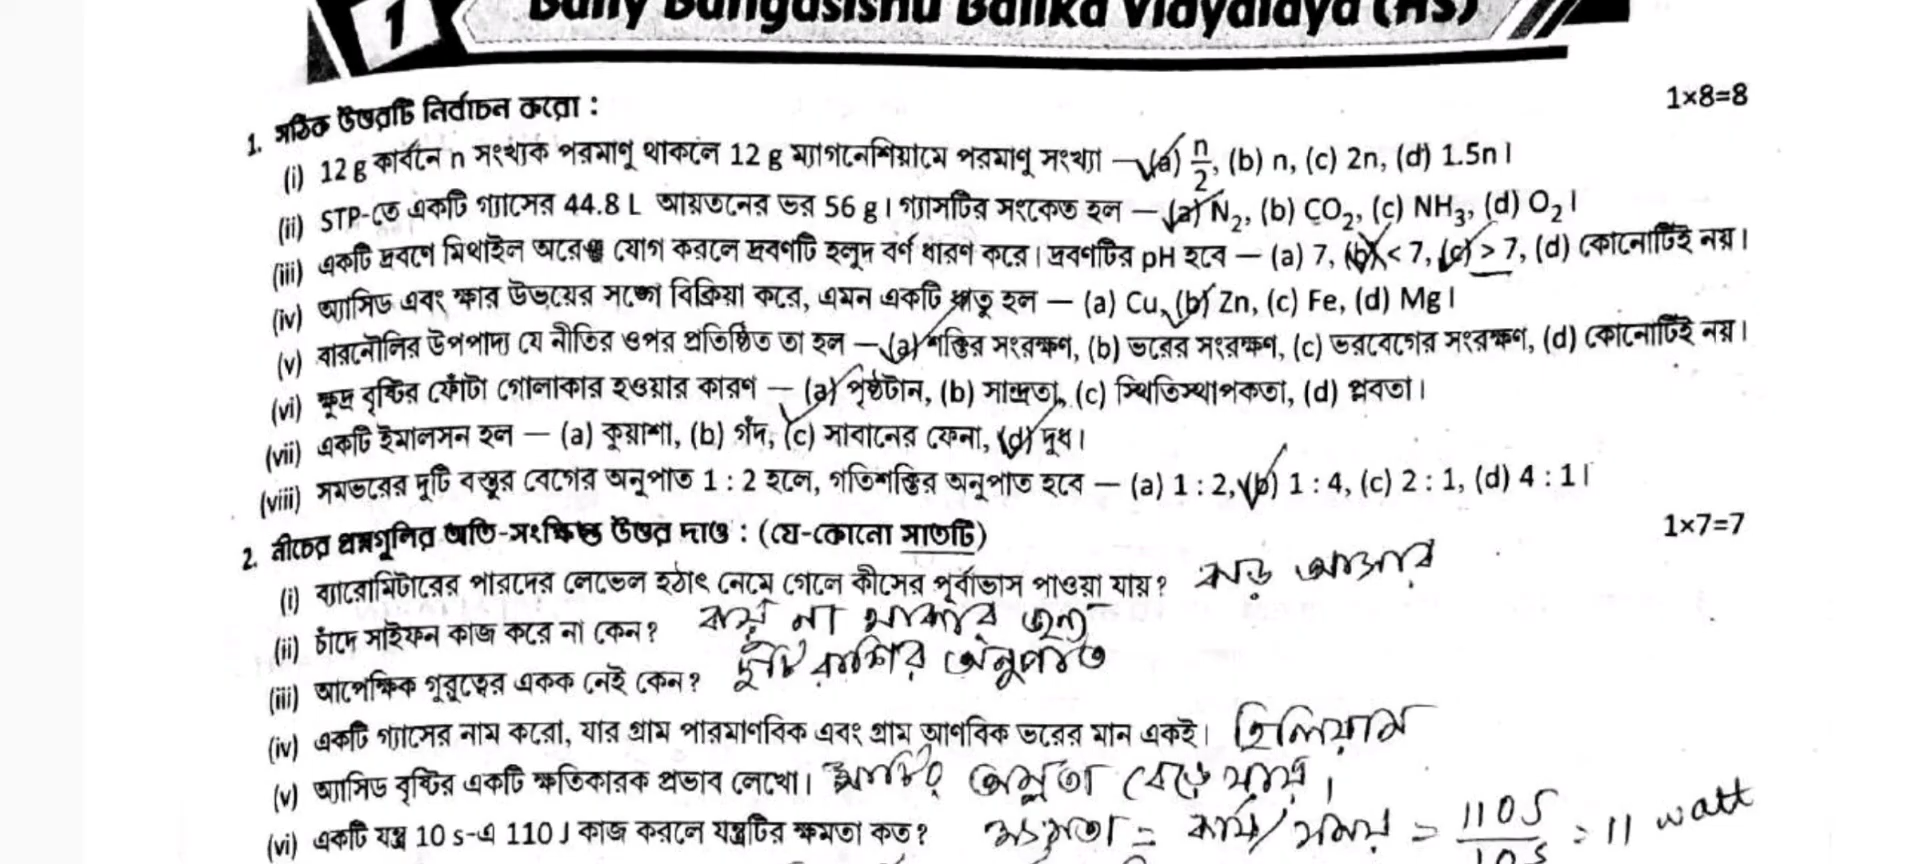 1 Bally Bangasishu Balika Vidyalaya (HS)
1. সঠিক উত্তরটি নির্বাচন করো : 1×8=8
(i) 12 g কার্বনে n সংখ্যক পরমাণু থাকলে 12 g ম্যাগনেশিয়ামে পরমাণু সংখ্যা — (a) n/2, (b) n, (c) 2n, (d) 1.5n।
(ii) STP-তে একটি গ্যাসের 44.8 L আয়তনের ভর 56 g। গ্যাসটির সংকেত হল — (a) N₂, (b) CO₂, (c) NH₃, (d) O₂।
(iii) একটি দ্রবণে মিথাইল অরেঞ্জ যোগ করলে দ্রবণটি হলুদ বর্ণ ধারণ করে। দ্রবণটির pH হবে — (a) 7, (b) < 7, (c) > 7, (d) কোনোটিই নয়।
(iv) অ্যাসিড এবং ক্ষার উভয়ের সঙ্গে বিক্রিয়া করে, এমন একটি ধাতু হল — (a) Cu, (b) Zn, (c) Fe, (d) Mg।
(v) বারনৌলির উপপাদ্য যে নীতির ওপর প্রতিষ্ঠিত তা হল — (a) শক্তির সংরক্ষণ, (b) ভরের সংরক্ষণ, (c) ভরবেগের সংরক্ষণ, (d) কোনোটিই নয়।
(vi) ক্ষুদ্র বৃষ্টির ফোঁটা গোলাকার হওয়ার কারণ — (a) পৃষ্ঠটান, (b) সান্দ্রতা, (c) স্থিতিস্থাপকতা, (d) প্লবতা।
(vii) একটি ইমালসন হল — (a) কুয়াশা, (b) গঁদ, (c) সাবানের ফেনা, (d) দুধ।
(viii) সমভরের দুটি বস্তুর বেগের অনুপাত 1 : 2 হলে, গতিশক্তির অনুপাত হবে — (a) 1 : 2, (b) 1 : 4, (c) 2 : 1, (d) 4 : 1।
2. নীচের প্রশ্নগুলির অতি-সংক্ষিপ্ত উত্তর দাও : (যে-কোনো সাতটি) 1×7=7
(i) ব্যারোমিটারের পারদের লেভেল হঠাৎ নেমে গেলে কীসের পূর্বাভাস পাওয়া যায়? ঝড় আসার
(ii) চাঁদে সাইফন কাজ করে না কেন? বায়ু না থাকার জন্য
(iii) আপেক্ষিক গুরুত্বের একক নেই কেন? দুটি রাশির অনুপাত
(iv) একটি গ্যাসের নাম করো, যার গ্রাম পারমাণবিক এবং গ্রাম আণবিক ভরের মান একই। হিলিয়াম
(v) অ্যাসিড বৃষ্টির একটি ক্ষতিকারক প্রভাব লেখো। মাটির অম্লতা বেড়ে যায়।
(vi) একটি যন্ত্র 10 s-এ 110 J কাজ করলে যন্ত্রটির ক্ষমতা কত? ক্ষমতা = কার্য/সময় = 110J/10s = 11 watt